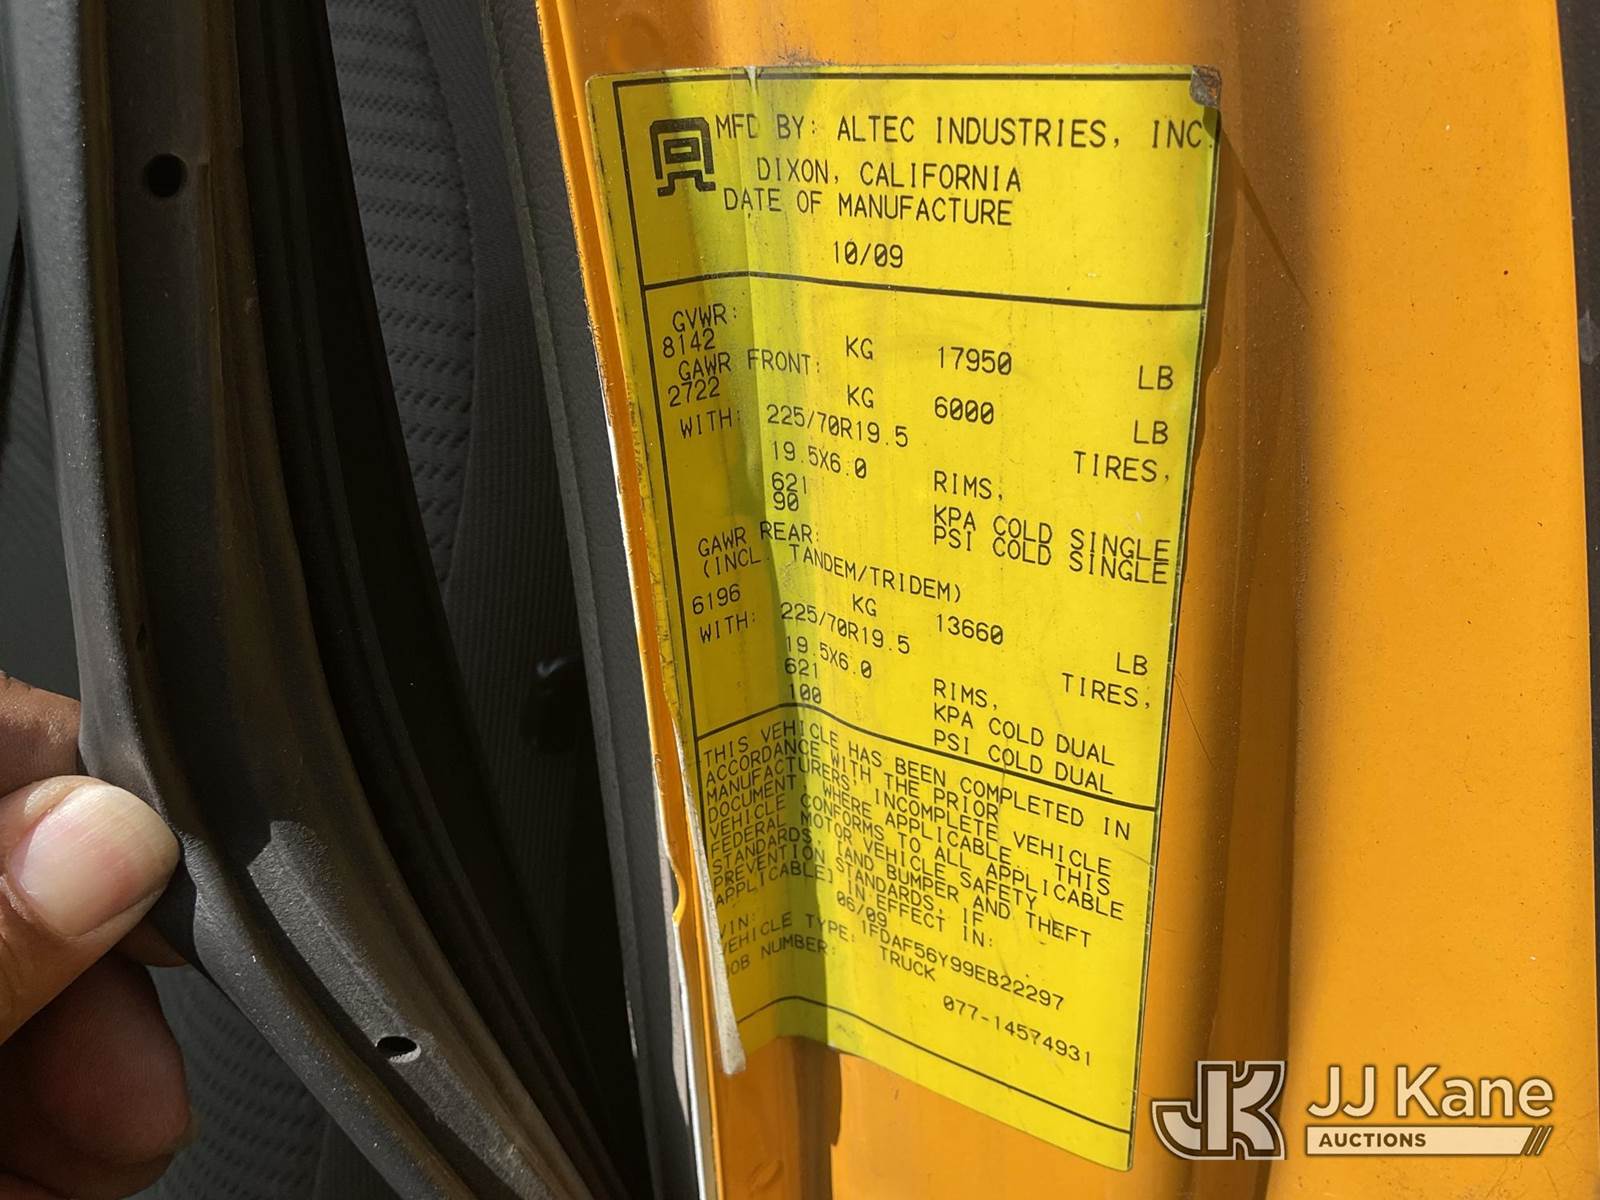 MFD BY: ALTEC INDUSTRIES, INC.
DIXON, CALIFORNIA
DATE OF MANUFACTURE
10/09
GVWR:
8142 KG 17950 LB
GAWR FRONT:
2722 KG 6000 LB
WITH: 225/70R19.5 TIRES,
19.5X6.0 RIMS,
621 KPA COLD SINGLE
90 PSI COLD SINGLE
GAWR REAR:
(INCL. TANDEM/TRIDEM)
6196 KG 13660 LB
WITH: 225/70R19.5 TIRES,
19.5X6.0 RIMS,
621 KPA COLD DUAL
100 PSI COLD DUAL
THIS VEHICLE HAS BEEN COMPLETED IN
ACCORDANCE WITH THE PRIOR
MANUFACTURERS' INCOMPLETE VEHICLE
DOCUMENT, WHERE APPLICABLE. THIS
VEHICLE CONFORMS TO ALL APPLICABLE
FEDERAL MOTOR VEHICLE SAFETY
STANDARDS, [AND BUMPER AND THEFT
PREVENTION STANDARDS, IF
APPLICABLE] IN EFFECT IN:
06/09
VIN: 1FDAF56Y99EB22297
VEHICLE TYPE: TRUCK
JOB NUMBER: 077-14574931
JK JJ Kane
AUCTIONS